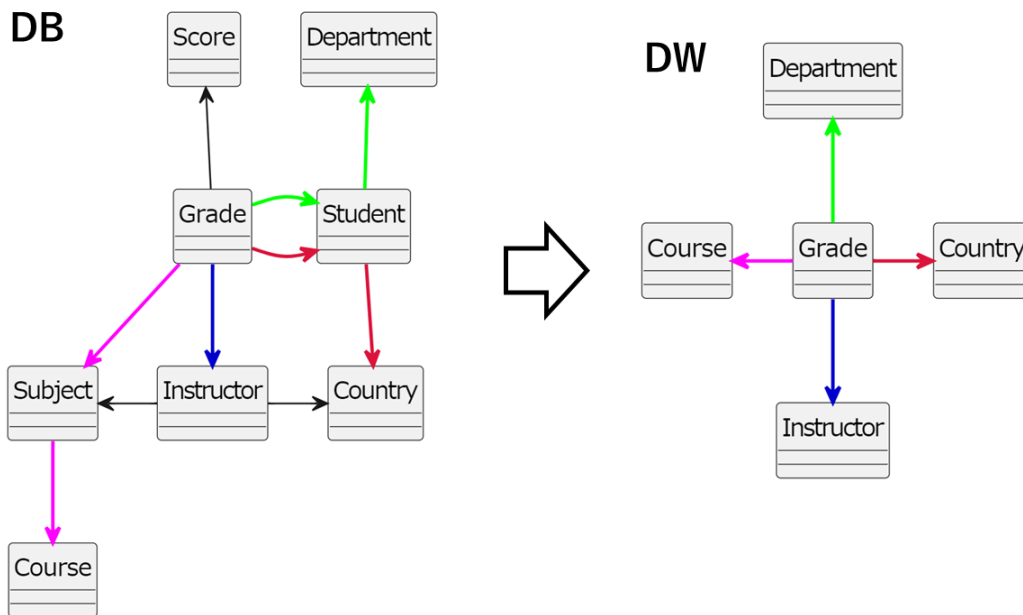 DB
Score
Department
Grade
Student
Subject
Instructor
Country
Course
DW
Department
Course
Grade
Country
Instructor